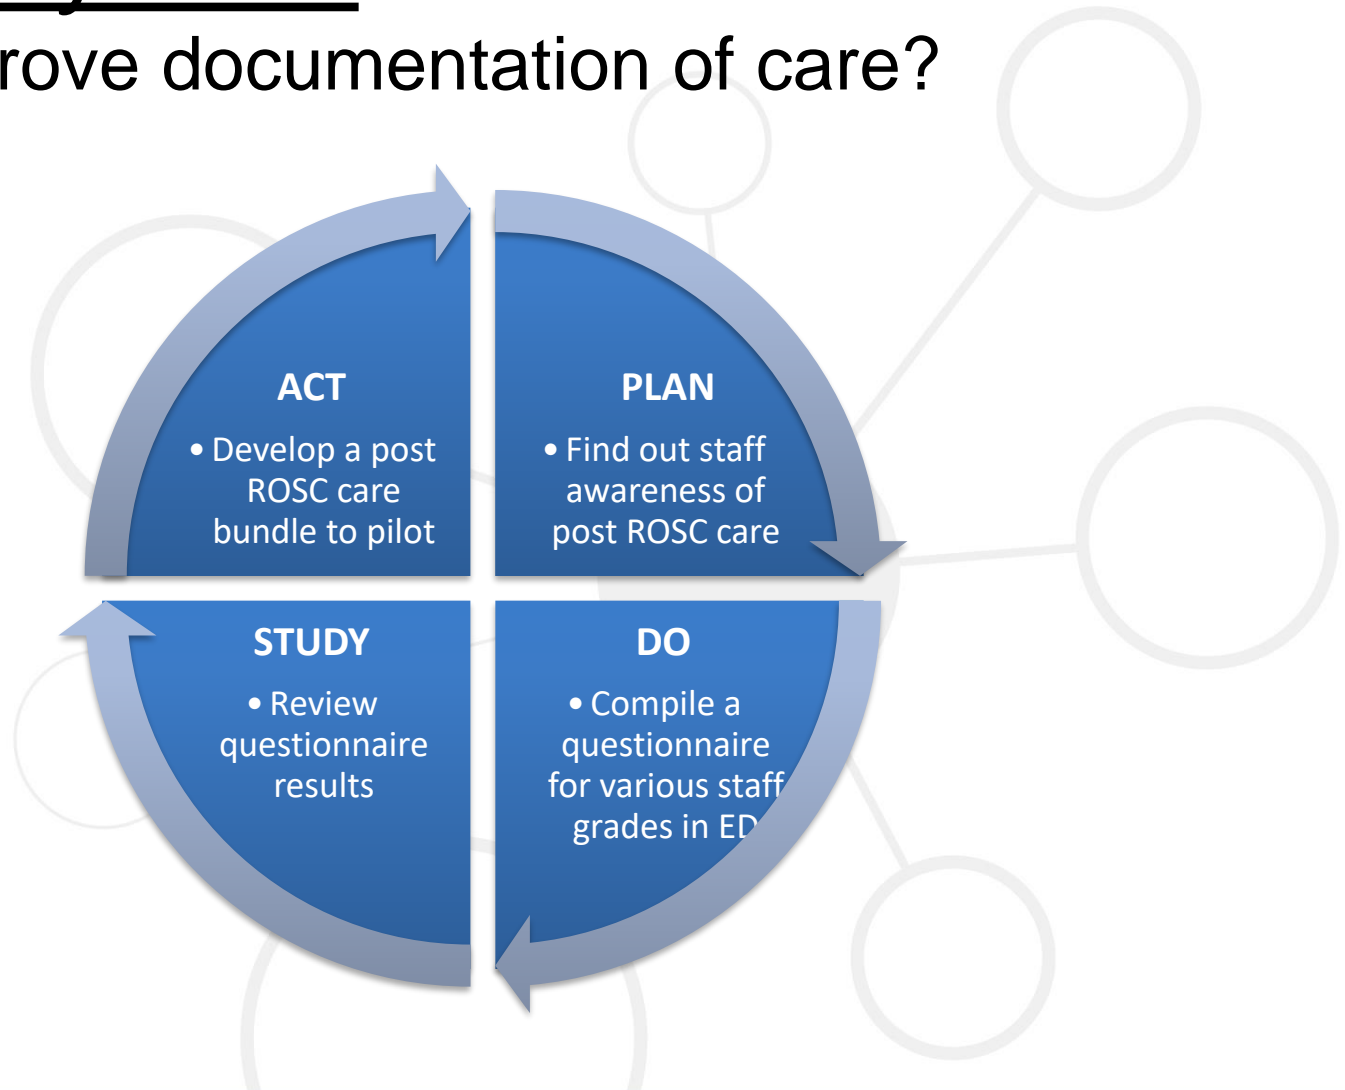 rove documentation of care?
ACT
• Develop a post
ROSC care
bundle to pilot
PLAN
• Find out staff
awareness of
post ROSC care
STUDY
• Review
questionnaire
results
DO
• Compile a
questionnaire
for various staff
grades in ED